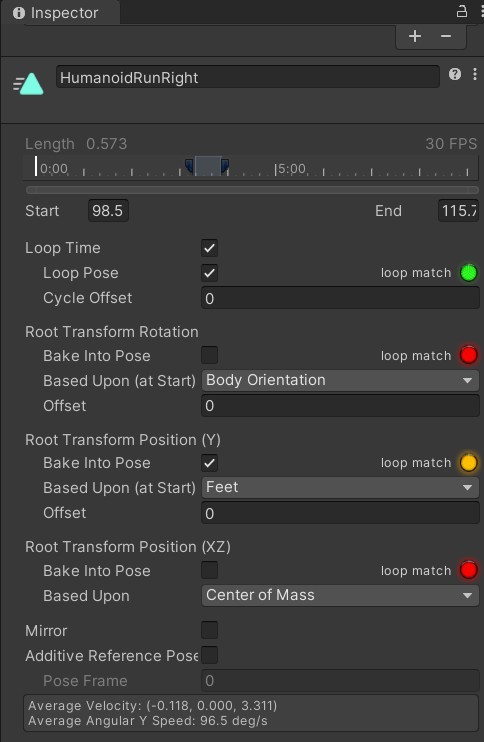 Inspector
+ −
HumanoidRunRight
Length 0.573 30 FPS
0:00 5:00
Start 98.5 End 115.7
Loop Time
Loop Pose loop match
Cycle Offset 0
Root Transform Rotation
Bake Into Pose loop match
Based Upon (at Start) Body Orientation
Offset 0
Root Transform Position (Y)
Bake Into Pose loop match
Based Upon (at Start) Feet
Offset 0
Root Transform Position (XZ)
Bake Into Pose loop match
Based Upon Center of Mass
Mirror
Additive Reference Pose
Pose Frame 0
Average Velocity: (-0.118, 0.000, 3.311)
Average Angular Y Speed: 96.5 deg/s